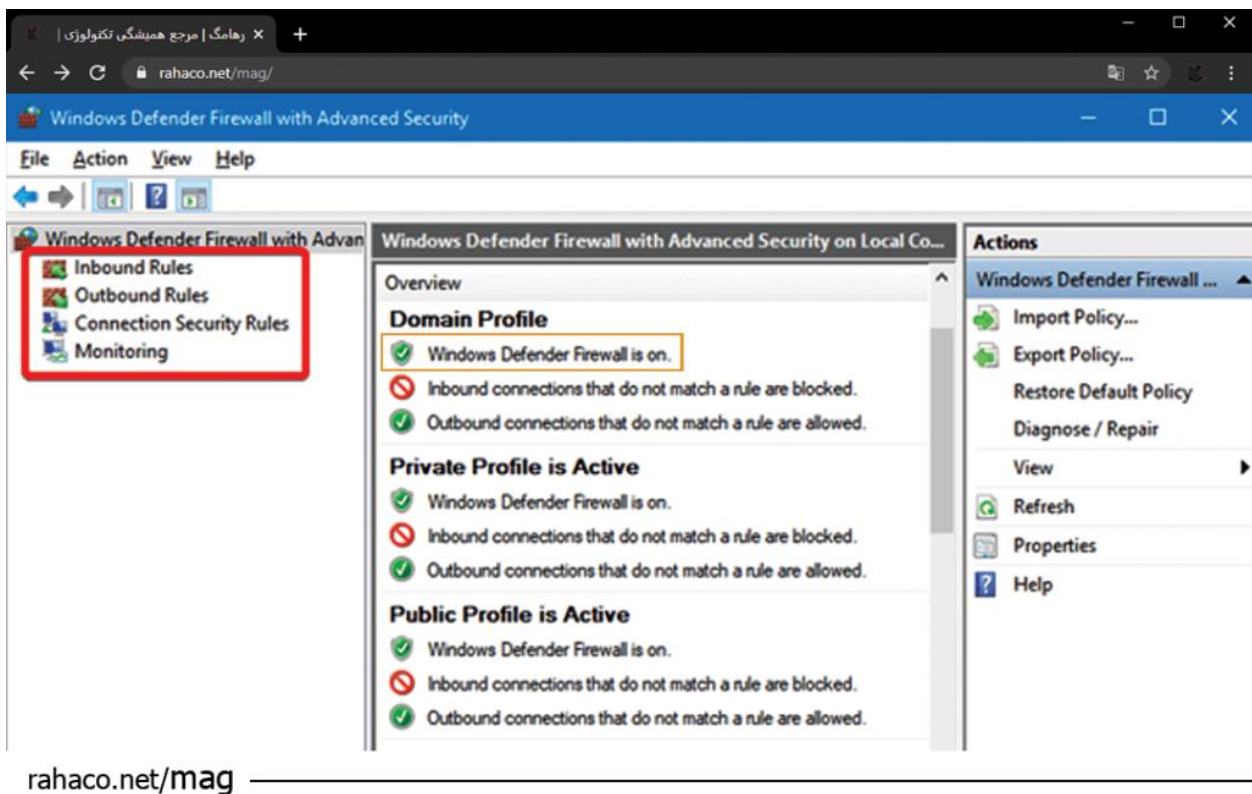 رهامگ | مرجع همیشگی تکنولوژی |
rahaco.net/mag/
Windows Defender Firewall with Advanced Security
File Action View Help
Windows Defender Firewall with Advan
Inbound Rules
Outbound Rules
Connection Security Rules
Monitoring
Windows Defender Firewall with Advanced Security on Local Co...
Overview
Domain Profile
Windows Defender Firewall is on.
Inbound connections that do not match a rule are blocked.
Outbound connections that do not match a rule are allowed.
Private Profile is Active
Windows Defender Firewall is on.
Inbound connections that do not match a rule are blocked.
Outbound connections that do not match a rule are allowed.
Public Profile is Active
Windows Defender Firewall is on.
Inbound connections that do not match a rule are blocked.
Outbound connections that do not match a rule are allowed.
Actions
Windows Defender Firewall ...
Import Policy...
Export Policy...
Restore Default Policy
Diagnose / Repair
View
Refresh
Properties
Help
rahaco.net/mag